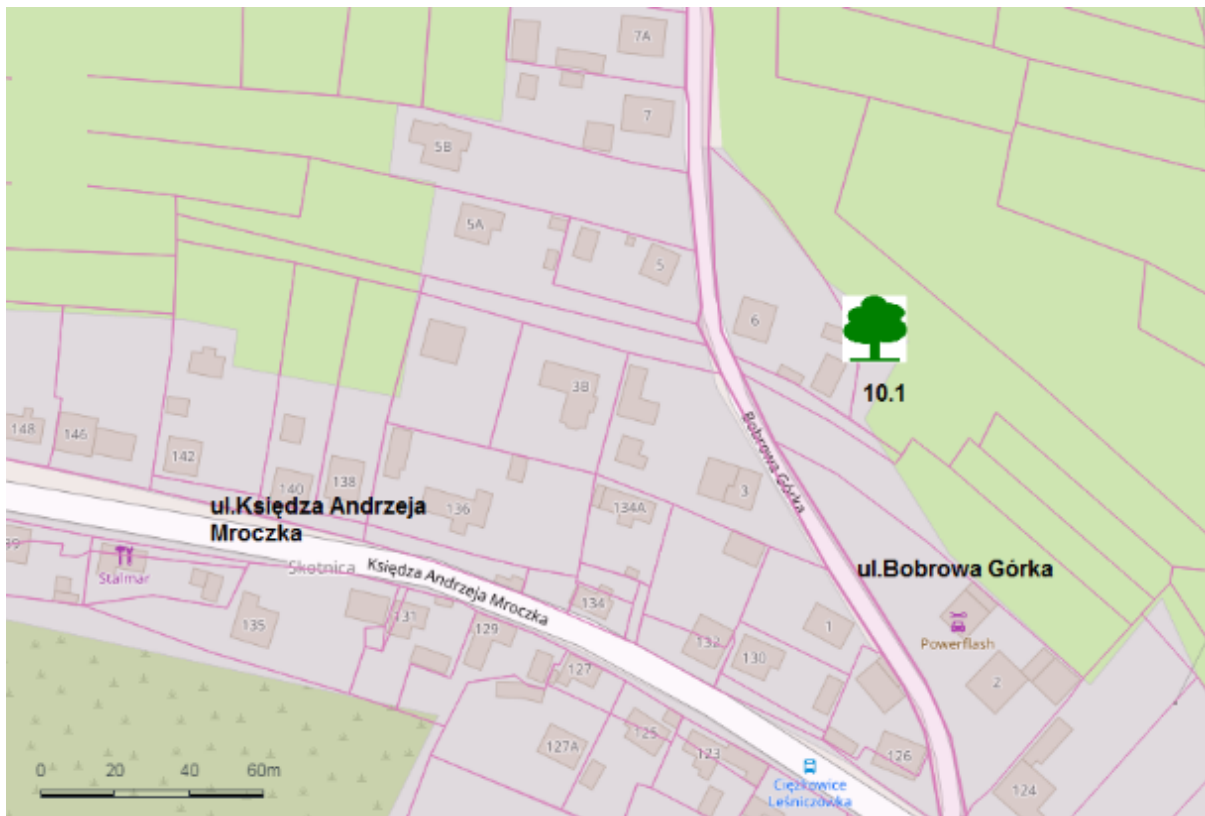 7A
7
5B
5A
5
6
10.1
3B
148
146
142
140
138
136
134A
3
Bobrowa Górka
ul.Księdza Andrzeja
Mroczka
Skotnica
Księdza Andrzeja Mroczka
Stalmar
ul.Bobrowa Górka
135
131
129
134
127
132
130
1
Powerflash
2
127A
125
123
126
124
Ciężkowice
Leśniczówka
0 20 40 60m